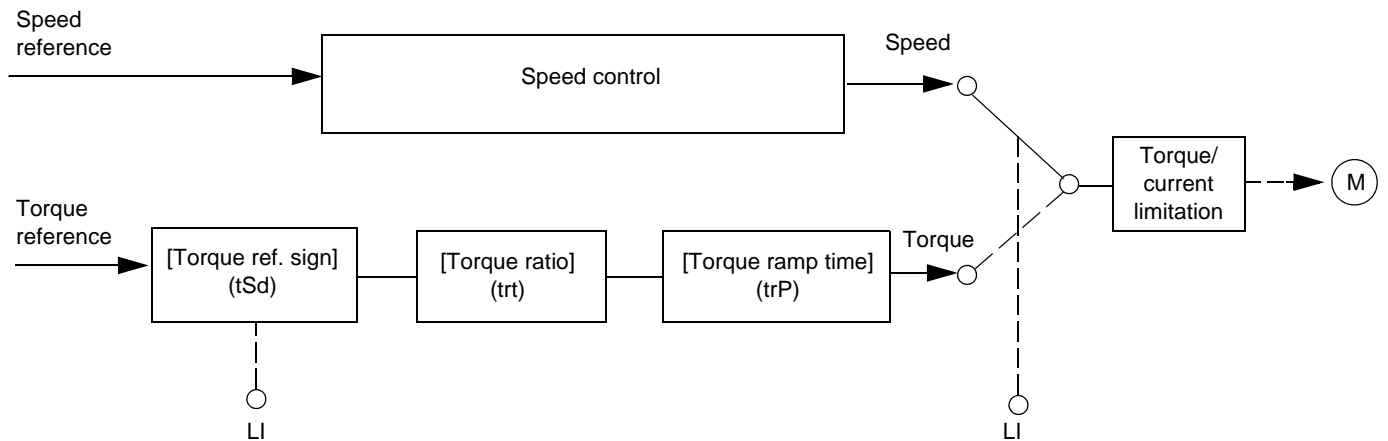 Speed
reference
Speed control
Speed
Torque/
current
limitation
M
Torque
reference
[Torque ref. sign]
(tSd)
[Torque ratio]
(trt)
[Torque ramp time]
(trP)
Torque
LI
LI